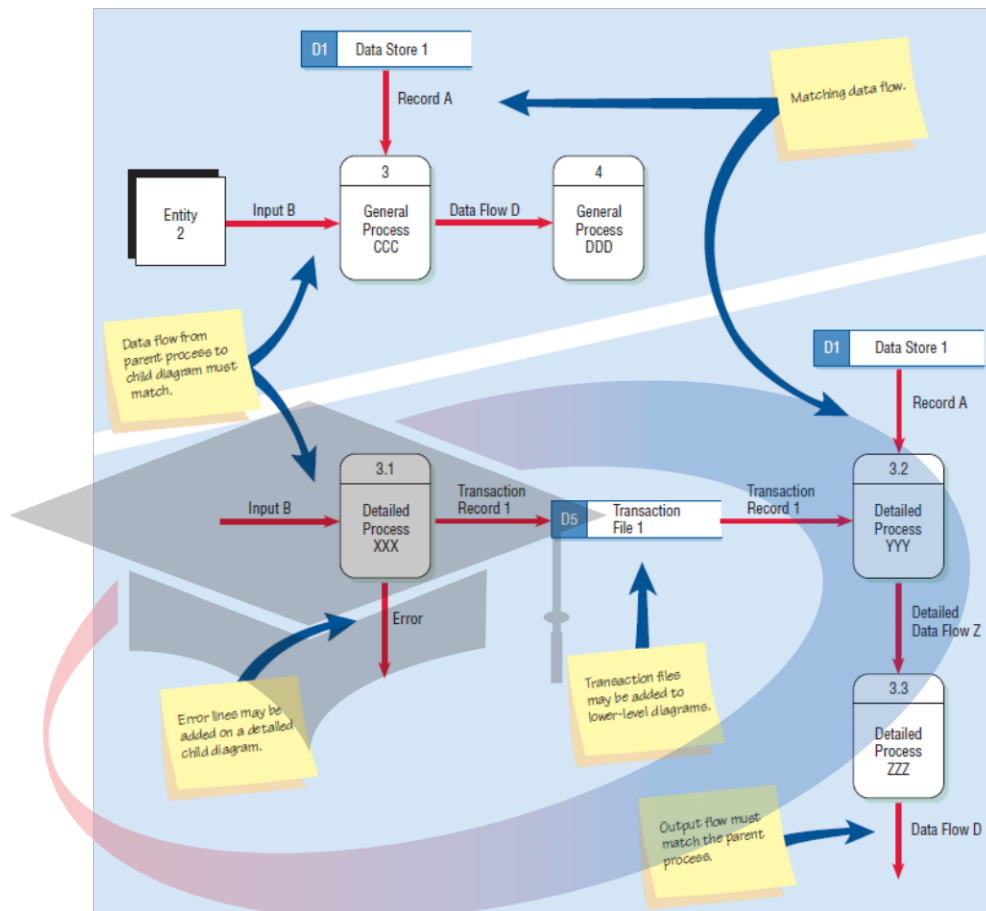 D1
Data Store 1
Record A
Matching data flow.
3
General
Process
CCC
4
General
Process
DDD
Entity
2
Input B
Data Flow D
Data flow from
parent process to
child diagram must
match.
D1
Data Store 1
Record A
3.1
Detailed
Process
XXX
Input B
Transaction
Record 1
D5
Transaction
File 1
Transaction
Record 1
3.2
Detailed
Process
YYY
Error
Detailed
Data Flow Z
Error lines may be
added on a detailed
child diagram.
Transaction files
may be added to
lower-level diagrams.
3.3
Detailed
Process
ZZZ
Output flow must
match the parent
process.
Data Flow D